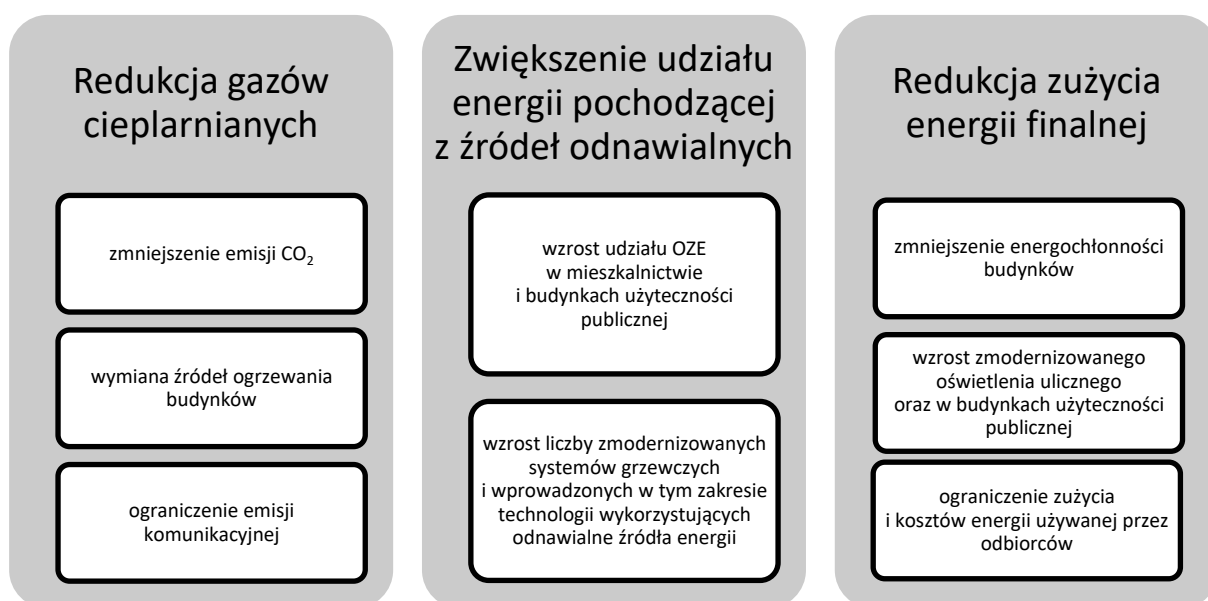 Redukcja gazów
cieplarnianych
zmniejszenie emisji CO₂
wymiana źródeł ogrzewania
budynków
ograniczenie emisji
komunikacyjnej
Zwiększenie udziału
energii pochodzącej
z źródeł odnawialnych
wzrost udziału OZE
w mieszkalnictwie
i budynkach użyteczności
publicznej
wzrost liczby zmodernizowanych
systemów grzewczych
i wprowadzonych w tym zakresie
technologii wykorzystujących
odnawialne źródła energii
Redukcja zużycia
energii finalnej
zmniejszenie energochłonności
budynków
wzrost zmodernizowanego
oświetlenia ulicznego
oraz w budynkach użyteczności
publicznej
ograniczenie zużycia
i kosztów energii używanej przez
odbiorców